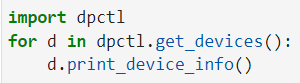 import dpctl
for d in dpctl.get_devices():
    d.print_device_info()